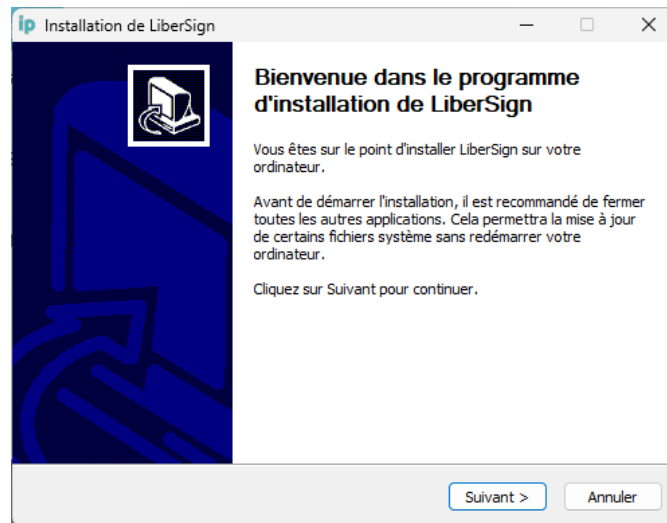 ip Installation de LiberSign
Bienvenue dans le programme
d'installation de LiberSign
Vous êtes sur le point d'installer LiberSign sur votre
ordinateur.
Avant de démarrer l'installation, il est recommandé de fermer
toutes les autres applications. Cela permettra la mise à jour
de certains fichiers système sans redémarrer votre
ordinateur.
Cliquez sur Suivant pour continuer.
Suivant > Annuler